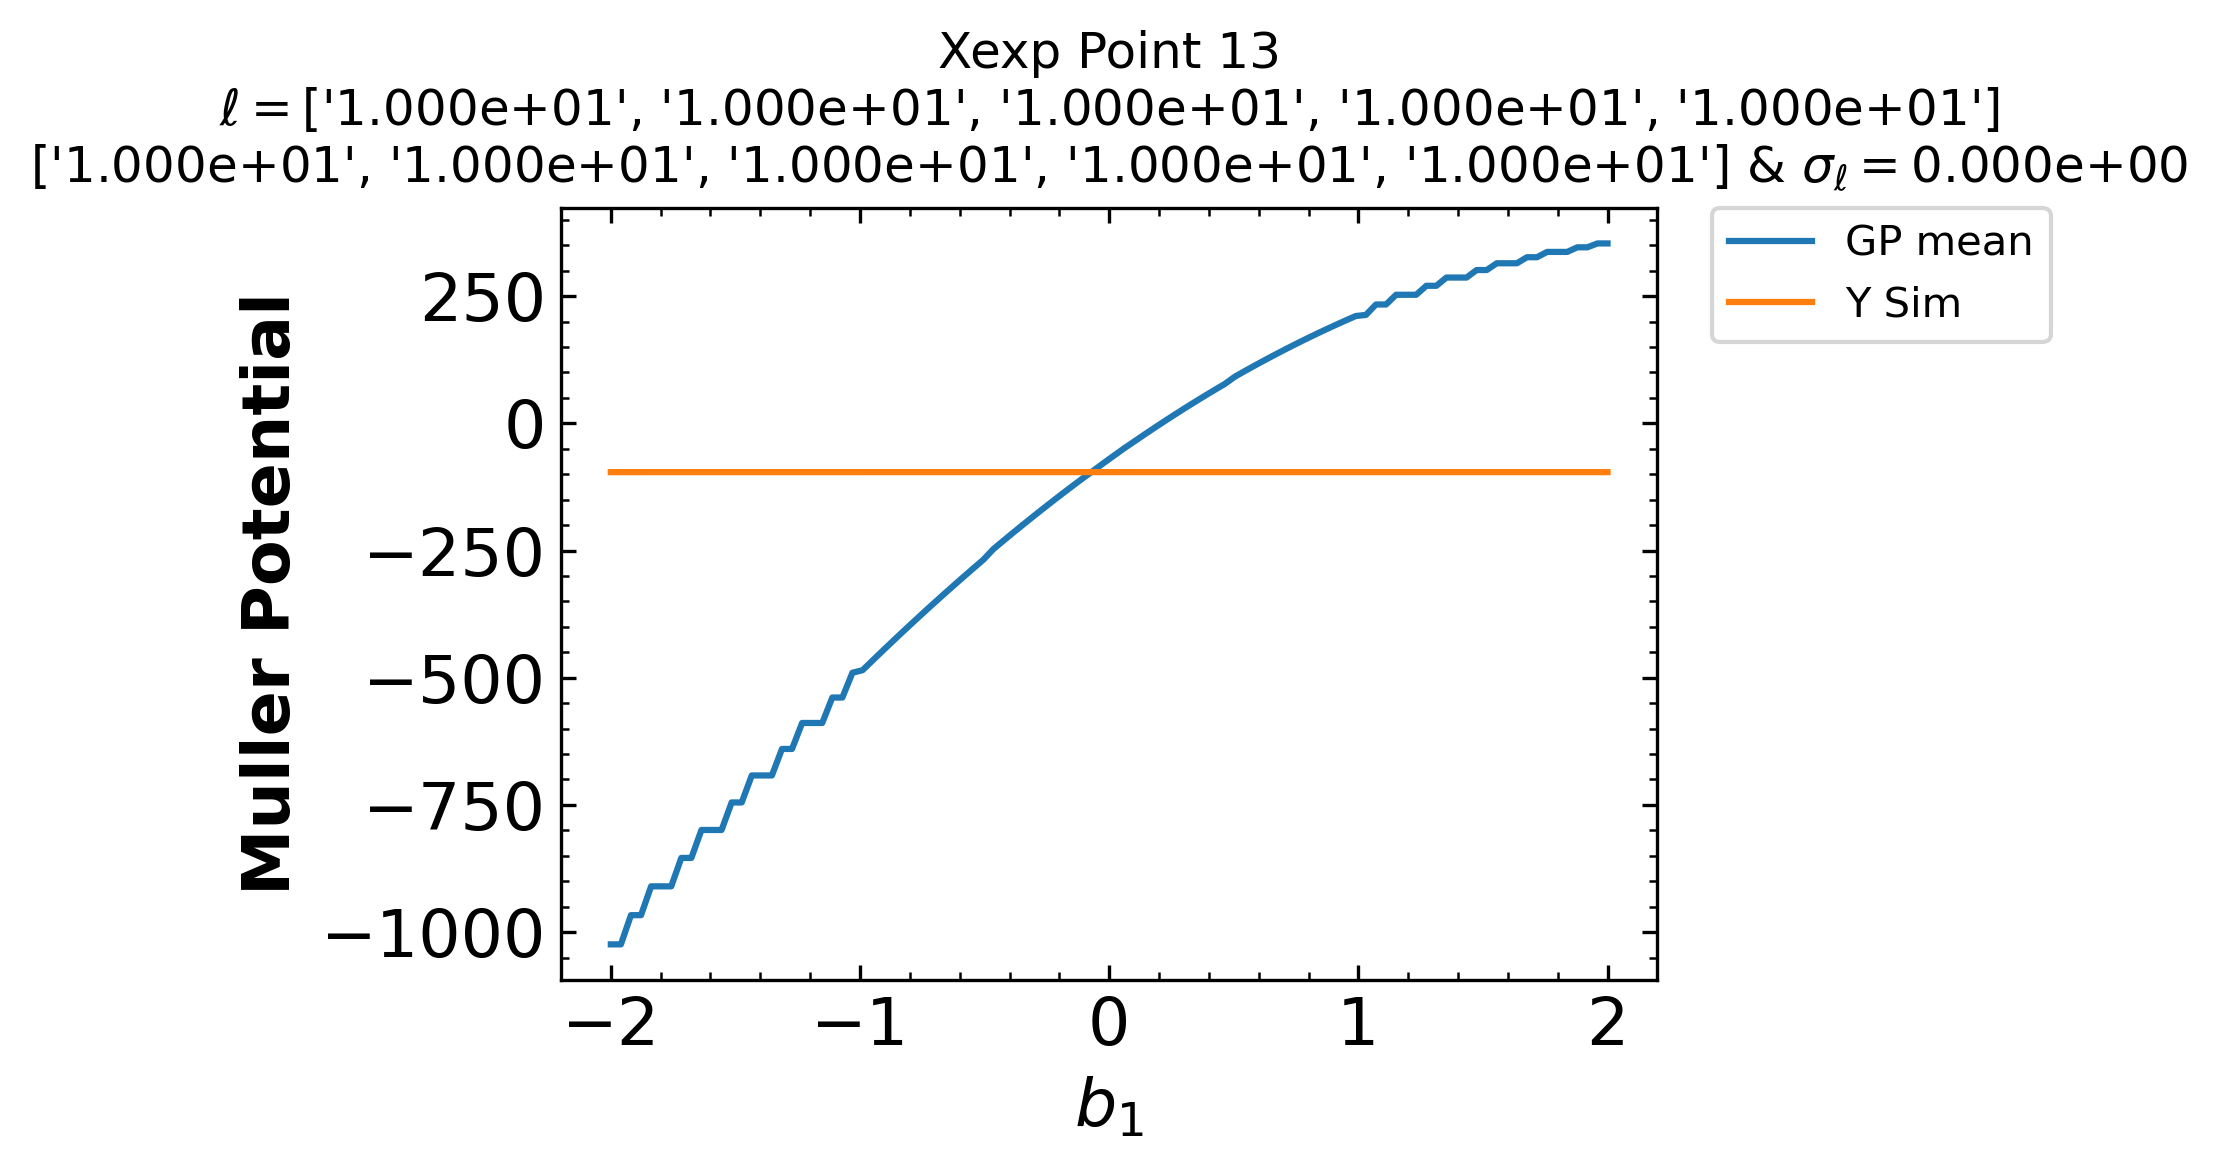 Xexp Point 13
ℓ = ['1.000e+01', '1.000e+01', '1.000e+01', '1.000e+01', '1.000e+01']
['1.000e+01', '1.000e+01', '1.000e+01', '1.000e+01', '1.000e+01'] & σℓ = 0.000e+00
GP mean
Y Sim
Muller Potential
250
0
−250
−500
−750
−1000
−2 −1 0 1 2
b1